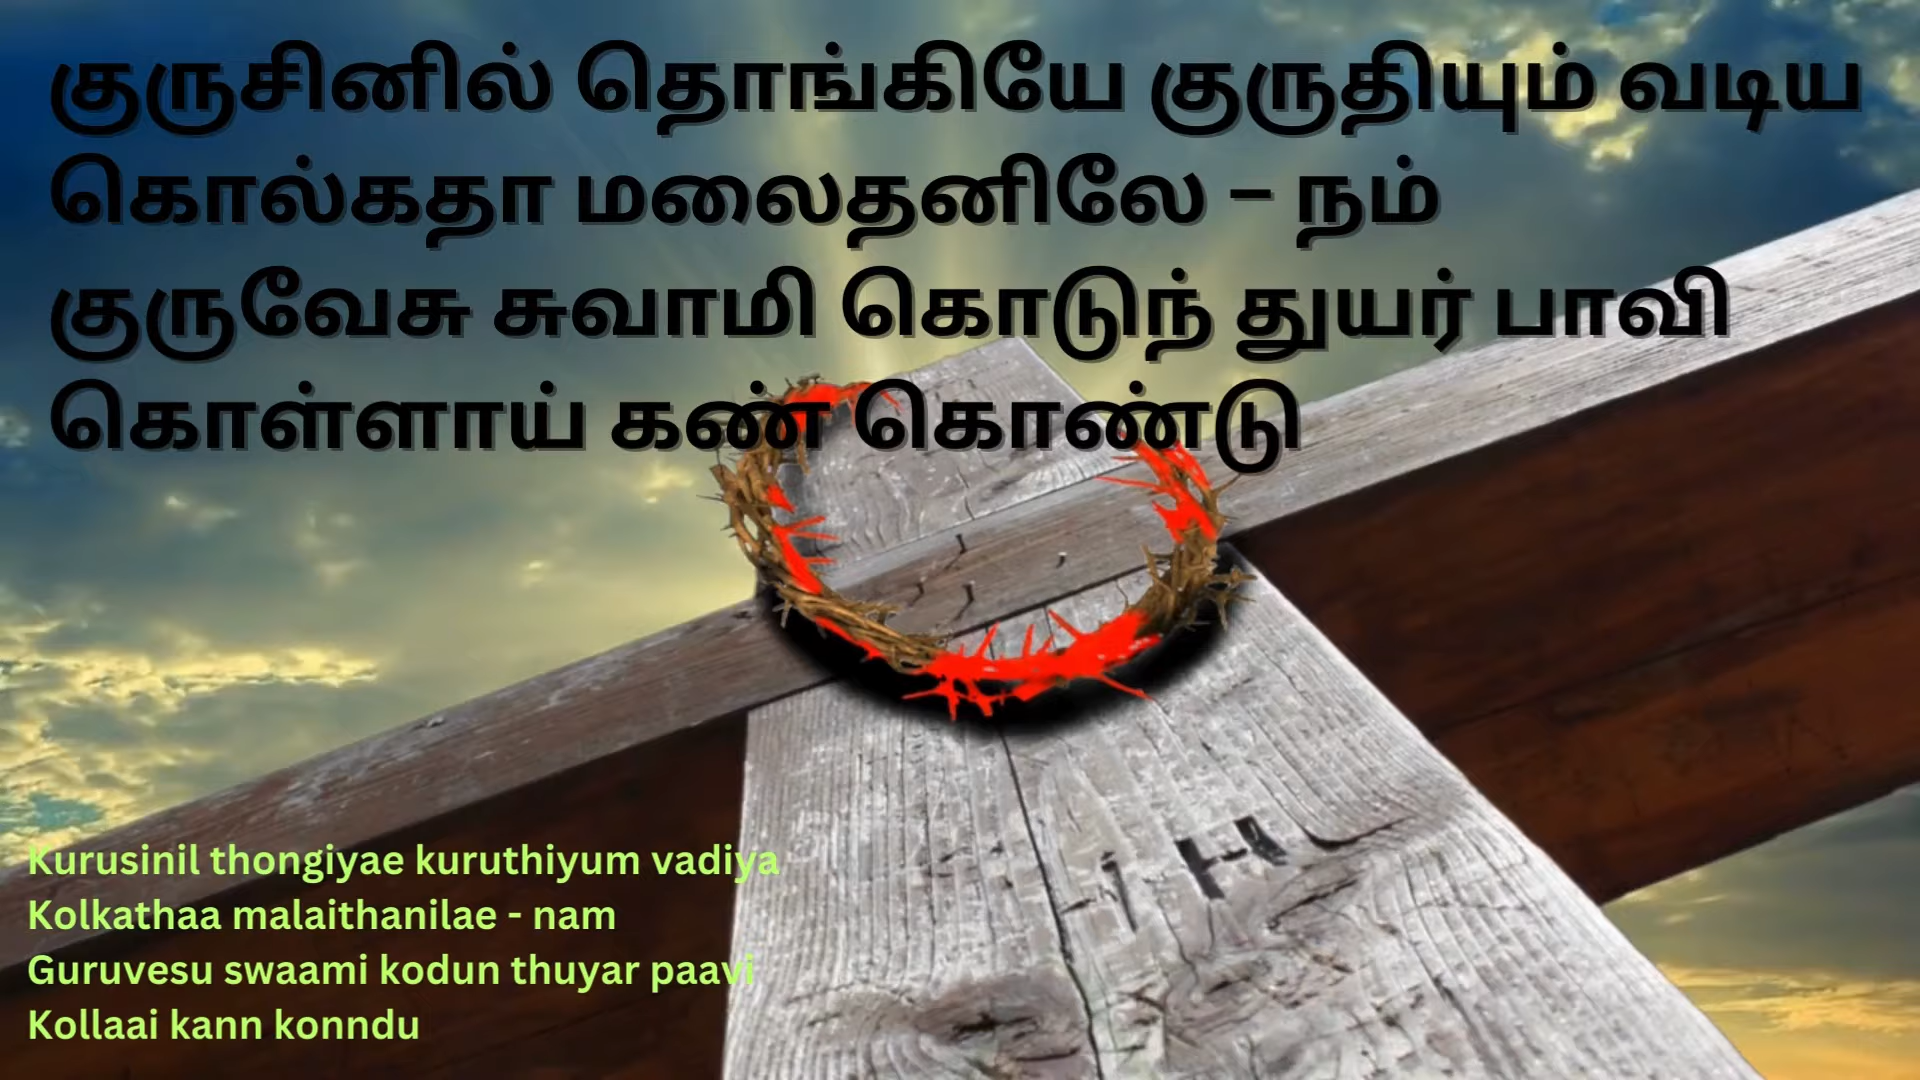 குருசினில் தொங்கியே குருதியும் வடிய
கொல்கதா மலைதனிலே – நம்
குருவேசு சுவாமி கொடுந் துயர் பாவி
கொள்ளாய் கண் கொண்டு
Kurusinil thongiyae kuruthiyum vadiya
Kolkathaa malaithanilae - nam
Guruvesu swaami kodun thuyar paavi
Kollaai kann konndu